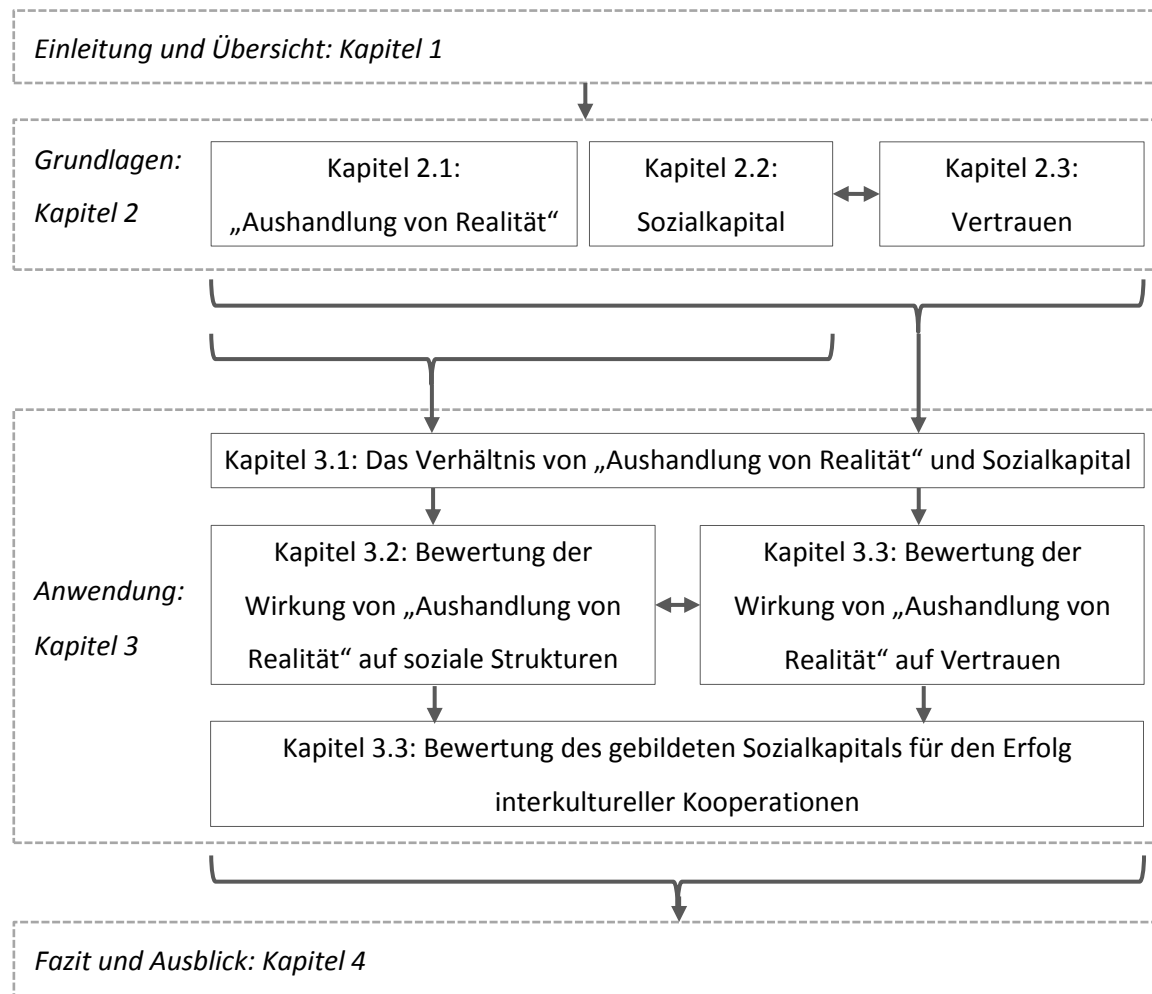 Einleitung und Übersicht: Kapitel 1
Grundlagen:
Kapitel 2
Kapitel 2.1:
„Aushandlung von Realität“
Kapitel 2.2:
Sozialkapital
Kapitel 2.3:
Vertrauen
Kapitel 3.1: Das Verhältnis von „Aushandlung von Realität“ und Sozialkapital
Anwendung:
Kapitel 3
Kapitel 3.2: Bewertung der
Wirkung von „Aushandlung von
Realität“ auf soziale Strukturen
Kapitel 3.3: Bewertung der
Wirkung von „Aushandlung von
Realität“ auf Vertrauen
Kapitel 3.3: Bewertung des gebildeten Sozialkapitals für den Erfolg
interkultureller Kooperationen
Fazit und Ausblick: Kapitel 4